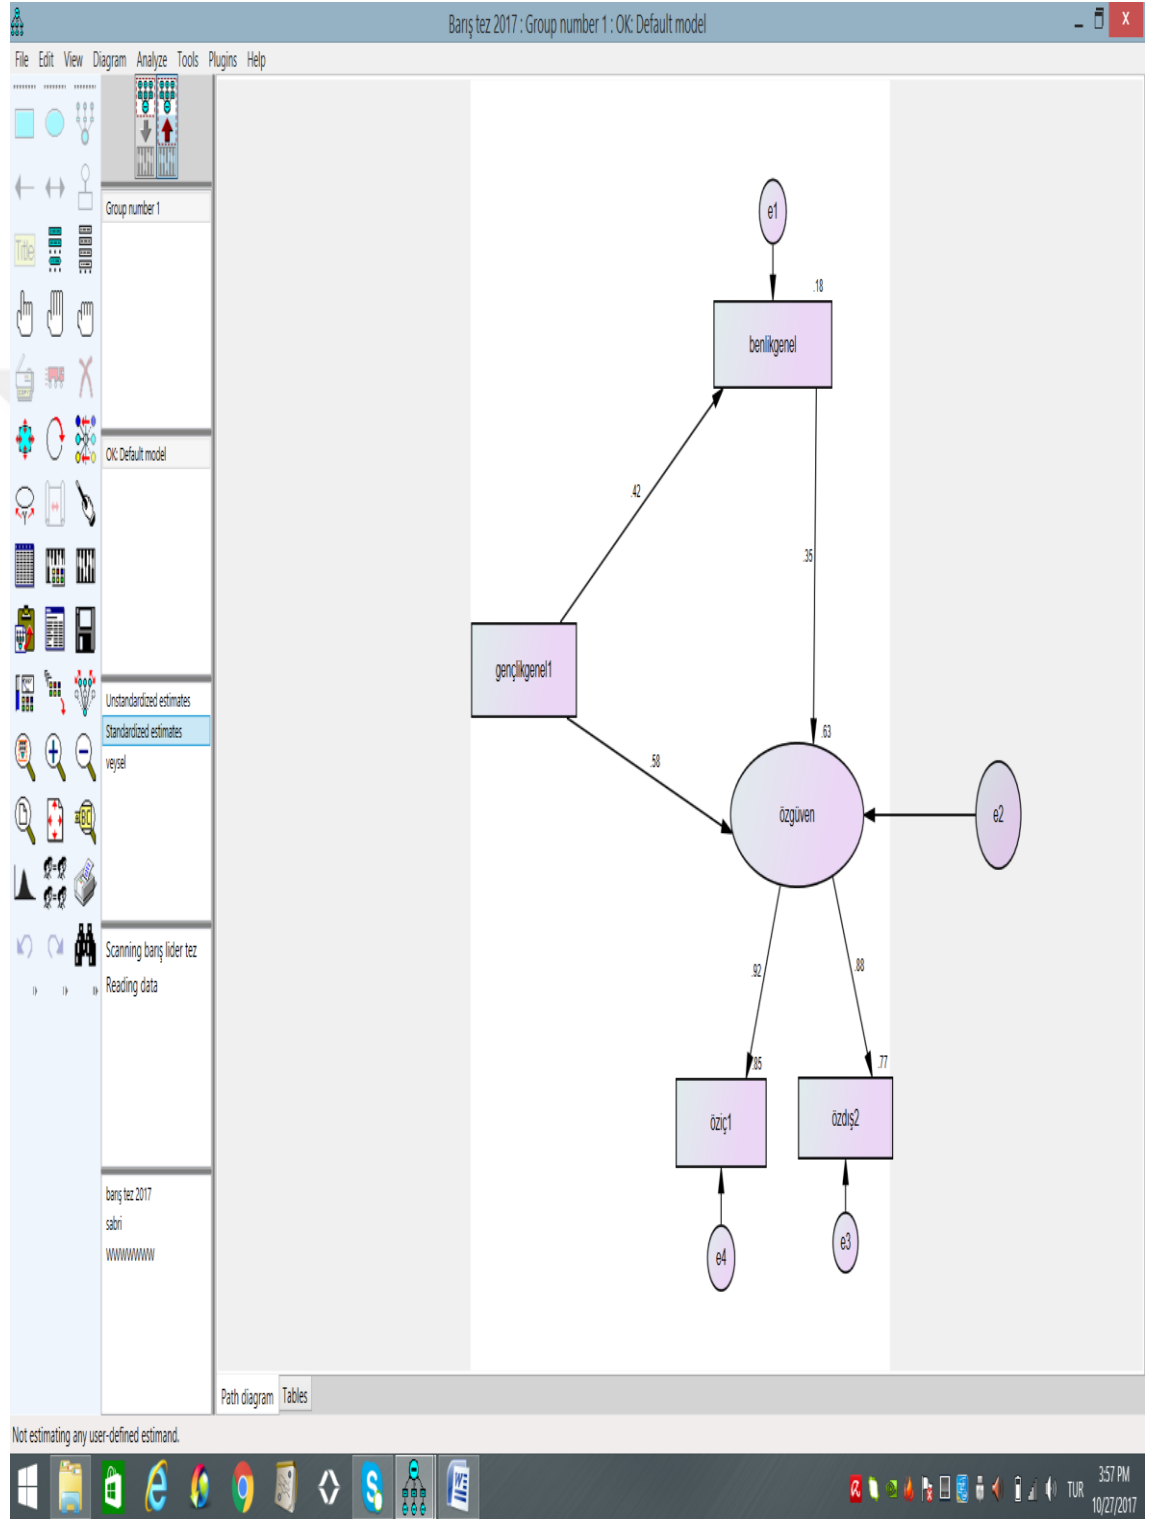 Barış tez 2017 : Group number 1 : OK: Default model
File Edit View Diagram Analyze Tools Plugins Help
Title
Group number 1
OK: Default model
Unstandardized estimates
Standardized estimates
veysel
Scanning barış lider tez
Reading data
barış tez 2017
sabri
WWWWWWW
e1
.18
benlikgenel
.42
.35
gençlikgenel1
.58
.63
özgüven
e2
.92
.88
.85
.77
öziç1
özdış2
e4
e3
Path diagram Tables
Not estimating any user-defined estimand.
TUR
3:57 PM
10/27/2017